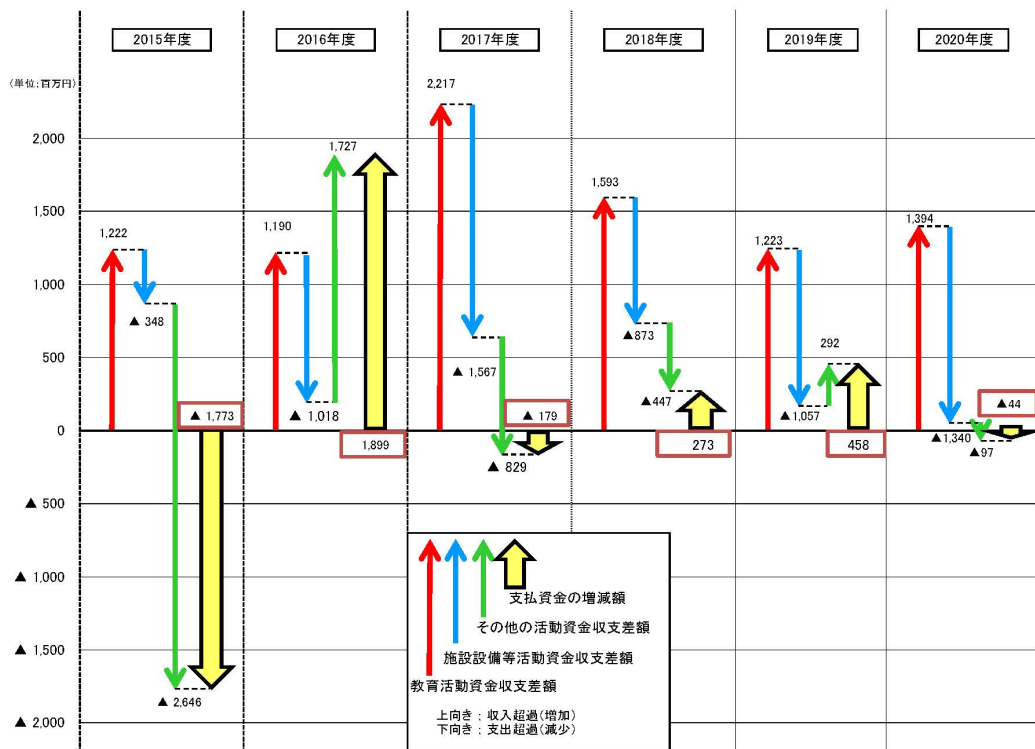 2015年度 2016年度 2017年度 2018年度 2019年度 2020年度
（単位：百万円）
2,217
2,000
1,727
1,593
1,500
1,394
1,222 1,190 1,223
1,000
▲ 348 ▲873 292
500
▲ 1,567
▲ 1,773 ▲ 1,018 ▲ 179 ▲447 ▲1,057 ▲44
0
1,899 273 458 ▲1,340
▲ 829 ▲97
▲ 500
▲ 1,000
▲ 1,500
▲ 2,646
▲ 2,000
支払資金の増減額
その他の活動資金収支差額
施設設備等活動資金収支差額
教育活動資金収支差額
上向き：収入超過（増加）
下向き：支出超過（減少）